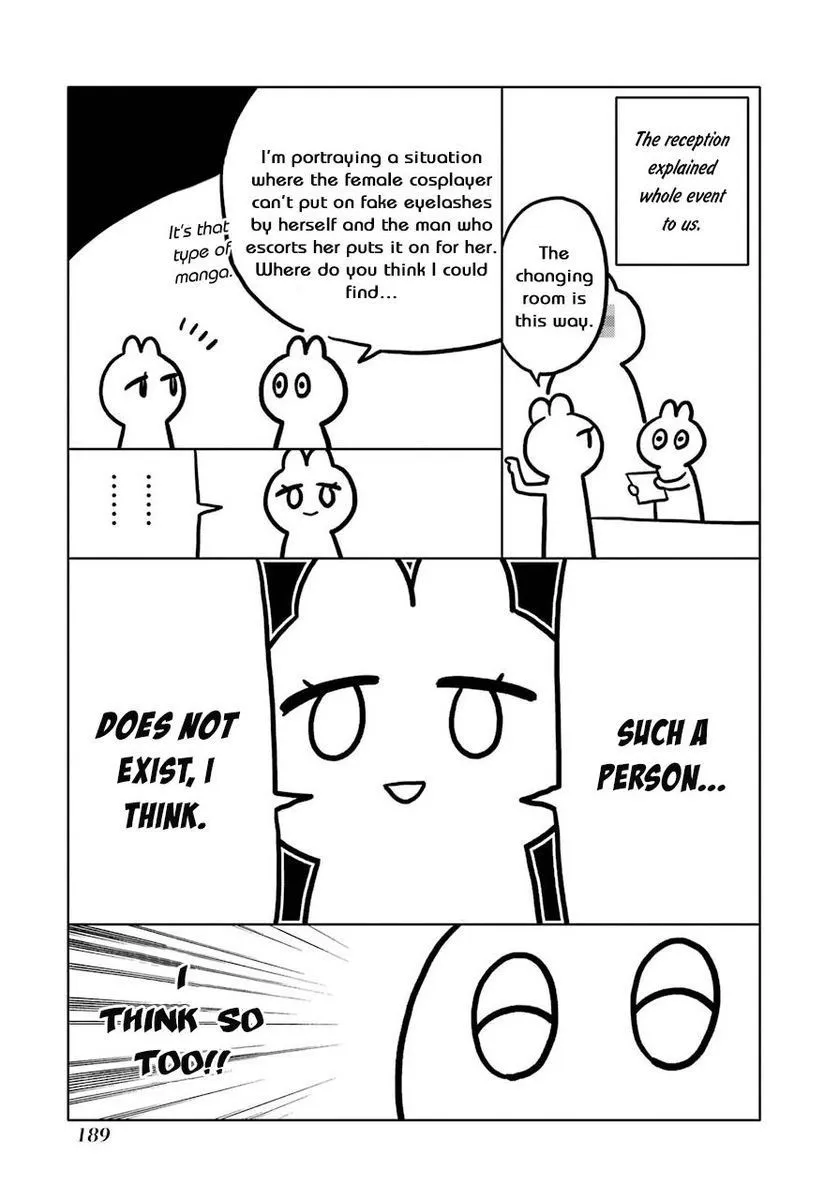 The reception
explained
whole event
to us.
The
changing
room is
this way.
I'm portraying a situation
where the female cosplayer
can't put on fake eyelashes
by herself and the man who
escorts her puts it on for her.
Where do you think I could
find...
It's that
type of
manga.
SUCH A
PERSON...
DOES NOT
EXIST, I
THINK.
I
THINK SO
TOO!!
189